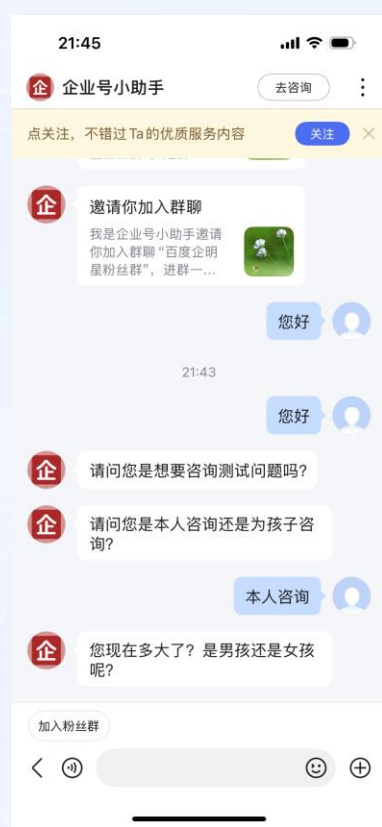 21:45
企 企业号小助手 去咨询
点关注，不错过Ta的优质服务内容 关注
企
邀请你加入群聊
我是企业号小助手邀请
你加入群聊“百度企明
星粉丝群”，进群一...
您好
21:43
您好
企 请问您是想要咨询测试问题吗?
企 请问您是本人咨询还是为孩子咨
询?
本人咨询
企 您现在多大了？是男孩还是女孩
呢?
加入粉丝群